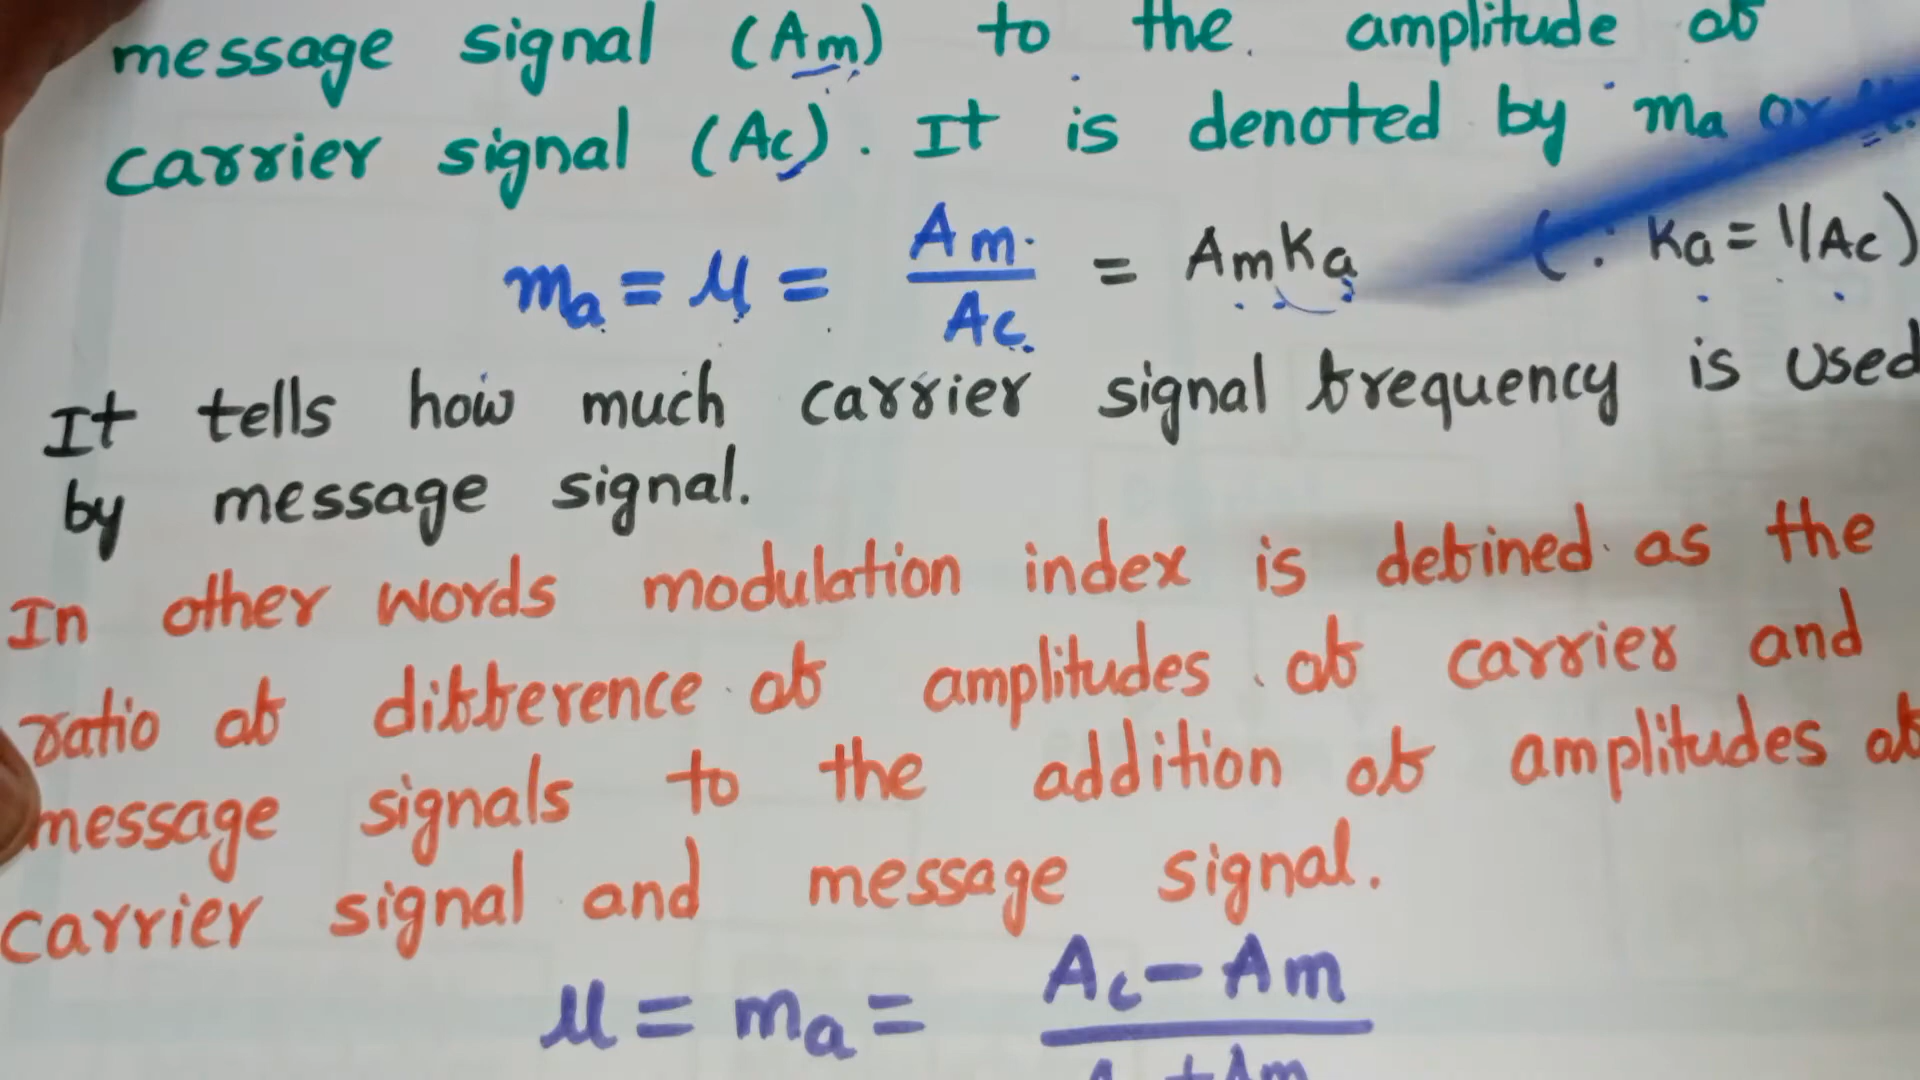 message signal (Am) to the amplitude of
carrier signal (Ac). It is denoted by ma or
ma = μ = Am/Ac = AmKa (∵ Ka = 1/Ac)
It tells how much carrier signal frequency is used
by message signal.
In other words modulation index is defined as the
ratio of difference of amplitudes of carrier and
message signals to the addition of amplitudes of
carrier signal and message signal.
μ = ma = Ac - Am
+ Am